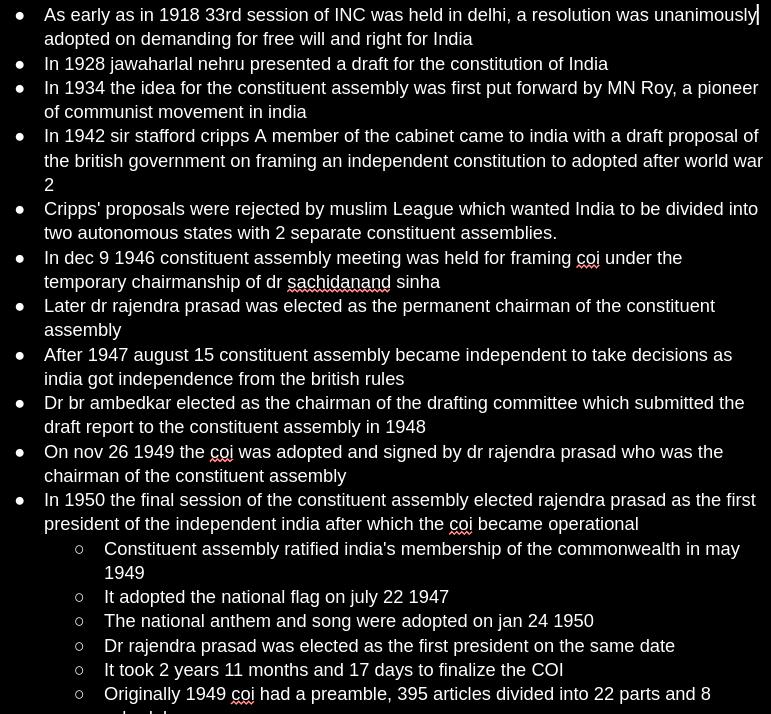 ● As early as in 1918 33rd session of INC was held in delhi, a resolution was unanimously
adopted on demanding for free will and right for India
● In 1928 jawaharlal nehru presented a draft for the constitution of India
● In 1934 the idea for the constituent assembly was first put forward by MN Roy, a pioneer
of communist movement in india
● In 1942 sir stafford cripps A member of the cabinet came to india with a draft proposal of
the british government on framing an independent constitution to adopted after world war
2
● Cripps' proposals were rejected by muslim League which wanted India to be divided into
two autonomous states with 2 separate constituent assemblies.
● In dec 9 1946 constituent assembly meeting was held for framing coi under the
temporary chairmanship of dr sachidanand sinha
● Later dr rajendra prasad was elected as the permanent chairman of the constituent
assembly
● After 1947 august 15 constituent assembly became independent to take decisions as
india got independence from the british rules
● Dr br ambedkar elected as the chairman of the drafting committee which submitted the
draft report to the constituent assembly in 1948
● On nov 26 1949 the coi was adopted and signed by dr rajendra prasad who was the
chairman of the constituent assembly
● In 1950 the final session of the constituent assembly elected rajendra prasad as the first
president of the independent india after which the coi became operational
○ Constituent assembly ratified india's membership of the commonwealth in may
1949
○ It adopted the national flag on july 22 1947
○ The national anthem and song were adopted on jan 24 1950
○ Dr rajendra prasad was elected as the first president on the same date
○ It took 2 years 11 months and 17 days to finalize the COI
○ Originally 1949 coi had a preamble, 395 articles divided into 22 parts and 8